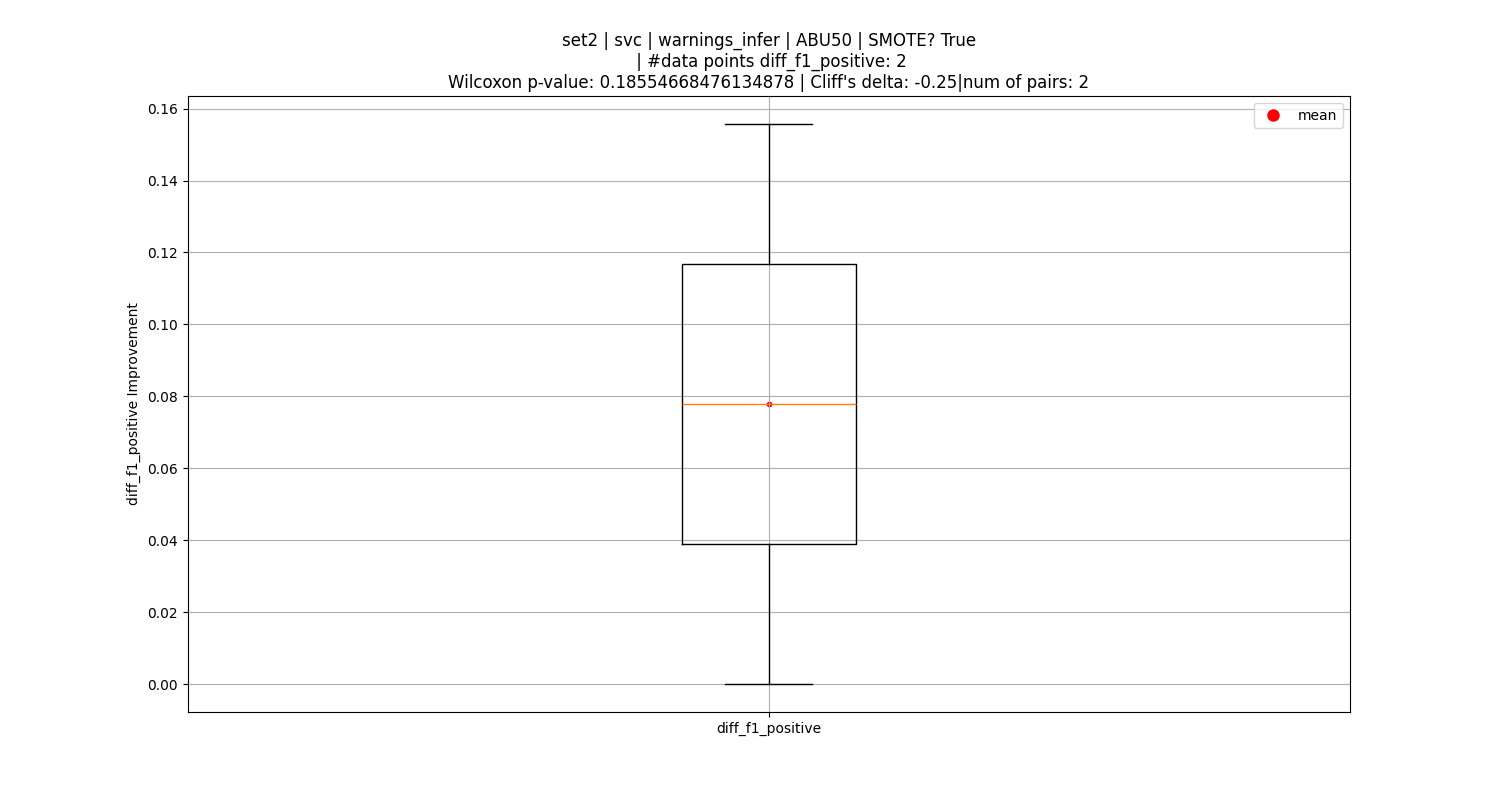 set2 | svc | warnings_infer | ABU50 | SMOTE? True
| #data points diff_f1_positive: 2
Wilcoxon p-value: 0.18554668476134878 | Cliff's delta: -0.25|num of pairs: 2
mean
0.16
0.14
0.12
0.10
0.08
0.06
0.04
0.02
0.00
diff_f1_positive Improvement
diff_f1_positive